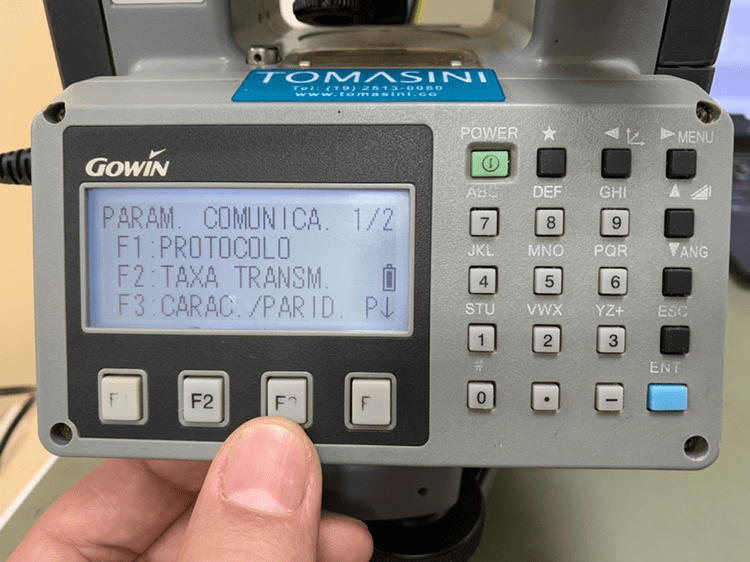 TOMASINI
Tel: (19) 2513-0080
www.tomasini.co
GOWIN
PARAM. COMUNICA. 1/2
F1:PROTOCOLO
F2:TAXA TRANSM.
F3:CARAC./PARID. P↓
F1 F2 F3 F
POWER ★ MENU
ABC DEF GHI
7 8 9
JKL MNO PQR ANG
4 5 6
STU VWX YZ+ ESC
1 2 3
# ENT
0 • −